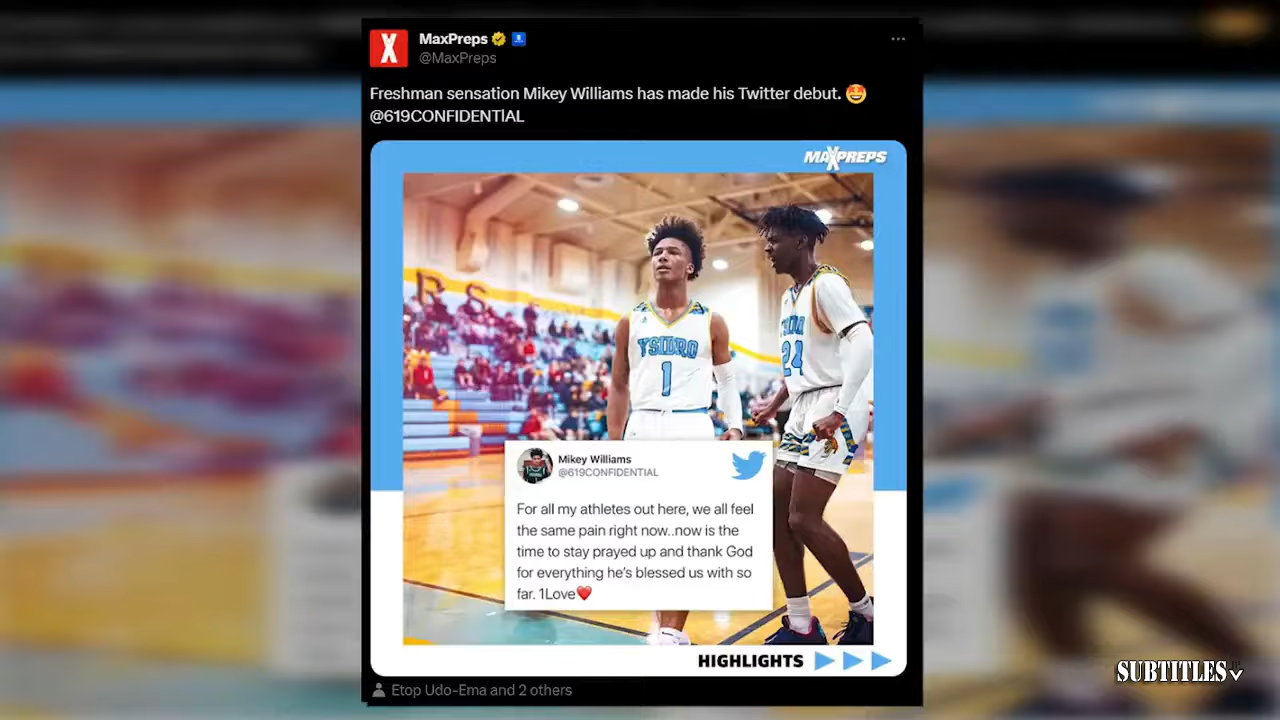 MaxPreps
@MaxPreps
Freshman sensation Mikey Williams has made his Twitter debut. 🤩
@619CONFIDENTIAL
MAXPREPS
RS
YSIDRO
1
YSIDRO
24
Mikey Williams
@619CONFIDENTIAL
For all my athletes out here, we all feel
the same pain right now..now is the
time to stay prayed up and thank God
for everything he's blessed us with so
far. 1Love❤️
HIGHLIGHTS
Etop Udo-Ema and 2 others
SUBTITLES